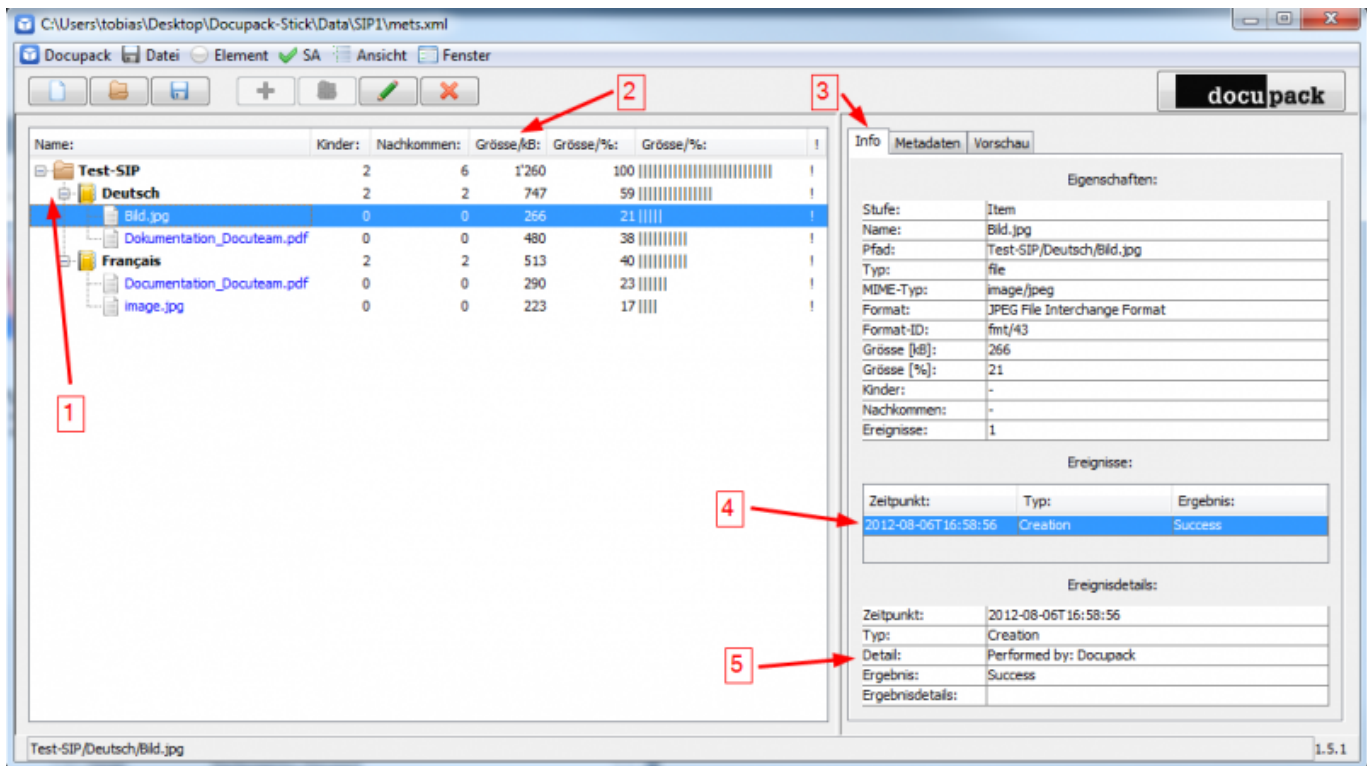 C:\Users\tobias\Desktop\Docupack-Stick\Data\SIP1\mets.xml
Docupack Datei Element SA Ansicht Fenster
2
3
docupack
Name: Kinder: Nachkommen: Grösse/kB: Grösse/%: Grösse/%: !
Test-SIP 2 6 1'260 100 |||||||||||||||||||||||||| !
Deutsch 2 2 747 59 |||||||||||||| !
Bild.jpg 0 0 266 21 ||||| !
Dokumentation_Docuteam.pdf 0 0 480 38 |||||||||| !
Français 2 2 513 40 |||||||||| !
Documentation_Docuteam.pdf 0 0 290 23 |||||| !
image.jpg 0 0 223 17 |||| !
1
Info Metadaten Vorschau
Eigenschaften:
Stufe: Item
Name: Bild.jpg
Pfad: Test-SIP/Deutsch/Bild.jpg
Typ: file
MIME-Typ: image/jpeg
Format: JPEG File Interchange Format
Format-ID: fmt/43
Grösse [kB]: 266
Grösse [%]: 21
Kinder: -
Nachkommen: -
Ereignisse: 1
Ereignisse:
4
Zeitpunkt: Typ: Ergebnis:
2012-08-06T16:58:56 Creation Success
Ereignisdetails:
5
Zeitpunkt: 2012-08-06T16:58:56
Typ: Creation
Detail: Performed by: Docupack
Ergebnis: Success
Ergebnisdetails:
Test-SIP/Deutsch/Bild.jpg
1.5.1